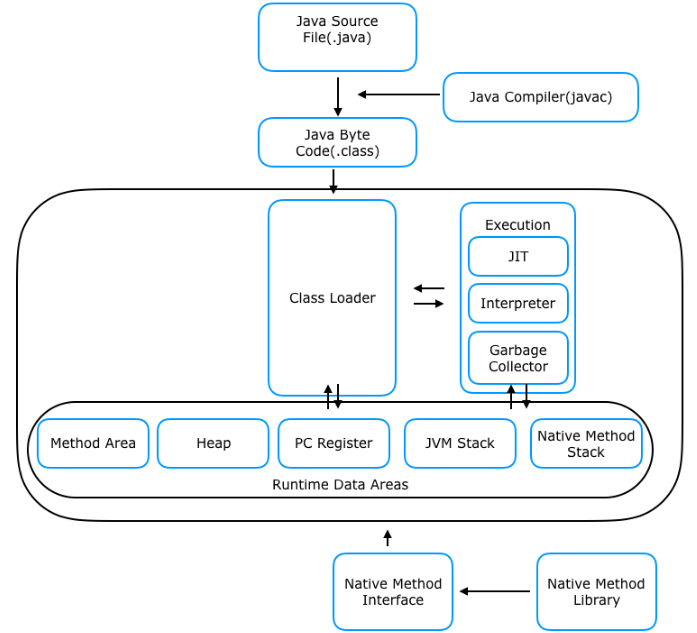 Java Source
File(.java)
Java Compiler(javac)
Java Byte
Code(.class)
Class Loader
Execution
JIT
Interpreter
Garbage
Collector
Method Area
Heap
PC Register
JVM Stack
Native Method
Stack
Runtime Data Areas
Native Method
Interface
Native Method
Library